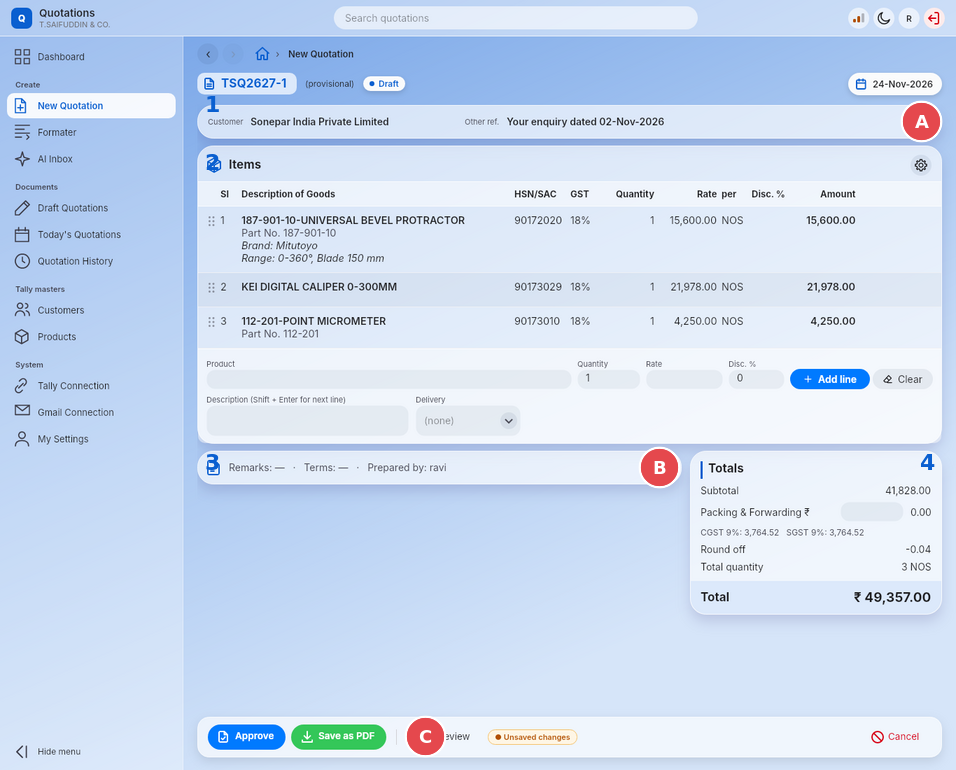 Q Quotations
T.SAIFUDDIN & CO.
Search quotations
R
Dashboard
Create
New Quotation
Formater
AI Inbox
Documents
Draft Quotations
Today's Quotations
Quotation History
Tally masters
Customers
Products
System
Tally Connection
Gmail Connection
My Settings
Hide menu
‹ › › New Quotation
TSQ2627-1 (provisional) Draft 24-Nov-2026
1
Customer Sonepar India Private Limited Other ref. Your enquiry dated 02-Nov-2026 A
2 Items
Sl Description of Goods HSN/SAC GST Quantity Rate per Disc. % Amount
1 187-901-10-UNIVERSAL BEVEL PROTRACTOR 90172020 18% 1 15,600.00 NOS 15,600.00
Part No. 187-901-10
Brand: Mitutoyo
Range: 0-360°, Blade 150 mm
2 KEI DIGITAL CALIPER 0-300MM 90173029 18% 1 21,978.00 NOS 21,978.00
3 112-201-POINT MICROMETER 90173010 18% 1 4,250.00 NOS 4,250.00
Part No. 112-201
Product Quantity Rate Disc. %
1 0 + Add line Clear
Description (Shift + Enter for next line) Delivery
(none)
3 Remarks: — · Terms: — · Prepared by: ravi B
Totals 4
Subtotal 41,828.00
Packing & Forwarding ₹ 0.00
CGST 9%: 3,764.52 SGST 9%: 3,764.52
Round off -0.04
Total quantity 3 NOS
Total ₹ 49,357.00
Approve Save as PDF C eview Unsaved changes Cancel